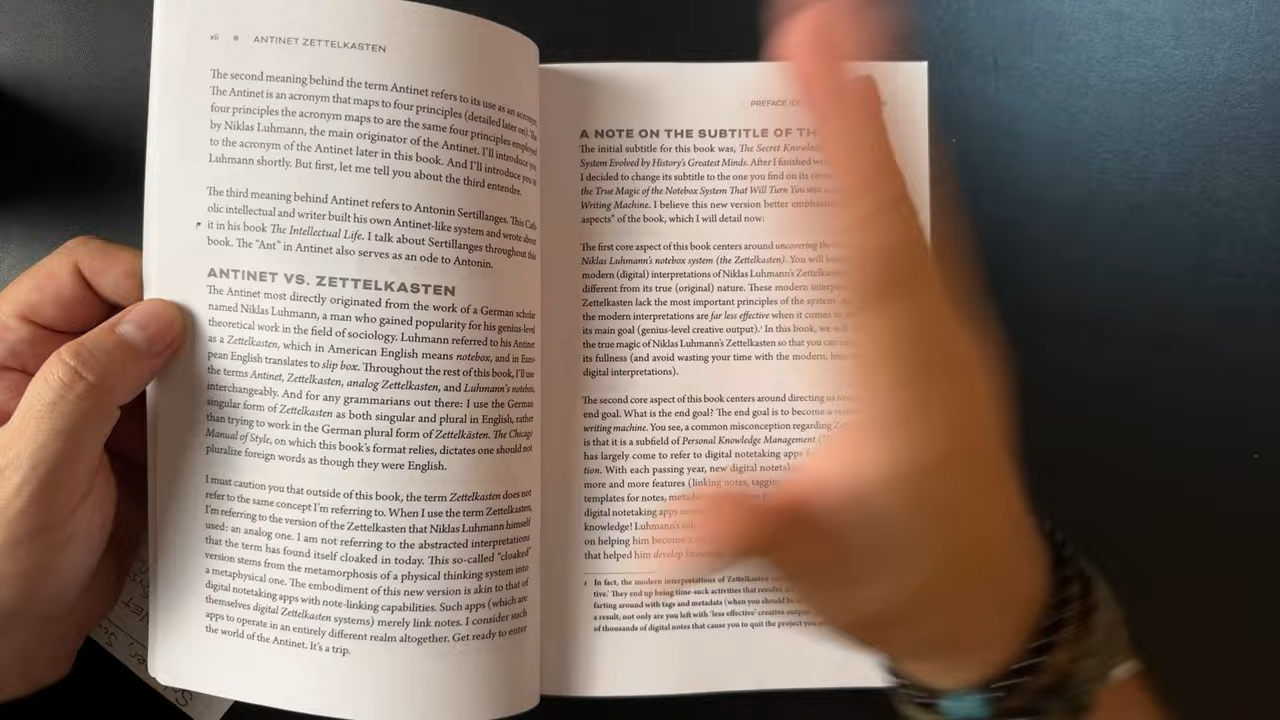 xii ■ ANTINET ZETTELKASTEN
The second meaning behind the term Antinet refers to its use as an acronym.
The Antinet is an acronym that maps to four principles (detailed later on). The
four principles the acronym maps to are the same four principles employed
by Niklas Luhmann, the main originator of the Antinet. I'll introduce you
to the acronym of the Antinet later in this book. And I'll introduce you to
Luhmann shortly. But first, let me tell you about the third entendre.
The third meaning behind Antinet refers to Antonin Sertillanges. This Cath-
olic intellectual and writer built his own Antinet-like system and wrote about
it in his book The Intellectual Life. I talk about Sertillanges throughout this
book. The "Ant" in Antinet also serves as an ode to Antonin.
ANTINET VS. ZETTELKASTEN
The Antinet most directly originated from the work of a German scholar
named Niklas Luhmann, a man who gained popularity for his genius-level
theoretical work in the field of sociology. Luhmann referred to his Antinet
as a Zettelkasten, which in American English means notebox, and in Euro-
pean English translates to slip box. Throughout the rest of this book, I'll use
the terms Antinet, Zettelkasten, analog Zettelkasten, and Luhmann's notebox,
interchangeably. And for any grammarians out there: I use the German
singular form of Zettelkasten as both singular and plural in English, rather
than trying to work in the German plural form of Zettelkästen. The Chicago
Manual of Style, on which this book's format relies, dictates one should not
pluralize foreign words as though they were English.
I must caution you that outside of this book, the term Zettelkasten does not
refer to the same concept I'm referring to. When I use the term Zettelkasten,
I'm referring to the version of the Zettelkasten that Niklas Luhmann himself
used: an analog one. I am not referring to the abstracted interpretations
that the term has found itself cloaked in today. This so-called "cloaked"
version stems from the metamorphosis of a physical thinking system into
a metaphysical one. The embodiment of this new version is akin to that of
digital notetaking apps with note-linking capabilities. Such apps (which are
themselves digital Zettelkasten systems) merely link notes. I consider such
apps to operate in an entirely different realm altogether. Get ready to enter
the world of the Antinet. It's a trip.
PREFACE
A NOTE ON THE SUBTITLE OF
The initial subtitle for this book was, The Secret
System Evolved by History's Greatest Minds. After I finished
I decided to change its subtitle to the one you find on its
the True Magic of the Notebox System That Will Turn You
Writing Machine. I believe this new version better
aspects" of the book, which I will detail now:
The first core aspect of this book centers around uncovering
Niklas Luhmann's notebox system (the Zettelkasten). You will
modern (digital) interpretations of Niklas Luhmann's
different from its true (original) nature. These modern
Zettelkasten lack the most important principles of the system.
the modern interpretations are far less effective when it comes
its main goal (genius-level creative output).¹ In this book, we
the true magic of Niklas Luhmann's Zettelkasten so that you can
its fullness (and avoid wasting your time with the modern,
digital interpretations).
The second core aspect of this book centers around directing us
end goal. What is the end goal? The end goal is to become a
writing machine. You see, a common misconception regarding
is that it is a subfield of Personal Knowledge Management
has largely come to refer to digital notetaking apps
tion. With each passing year, new digital
more and more features (linking notes,
templates for notes,
digital notetaking apps
knowledge! Luhmann's
on helping him become
that helped him develop
1 In fact, the modern interpretations of Zettelkasten
tive.' They end up being time-suck activities that
farting around with tags and metadata (when you should
a result, not only are you left with 'less effective' creative
of thousands of digital notes that cause you to quit the project